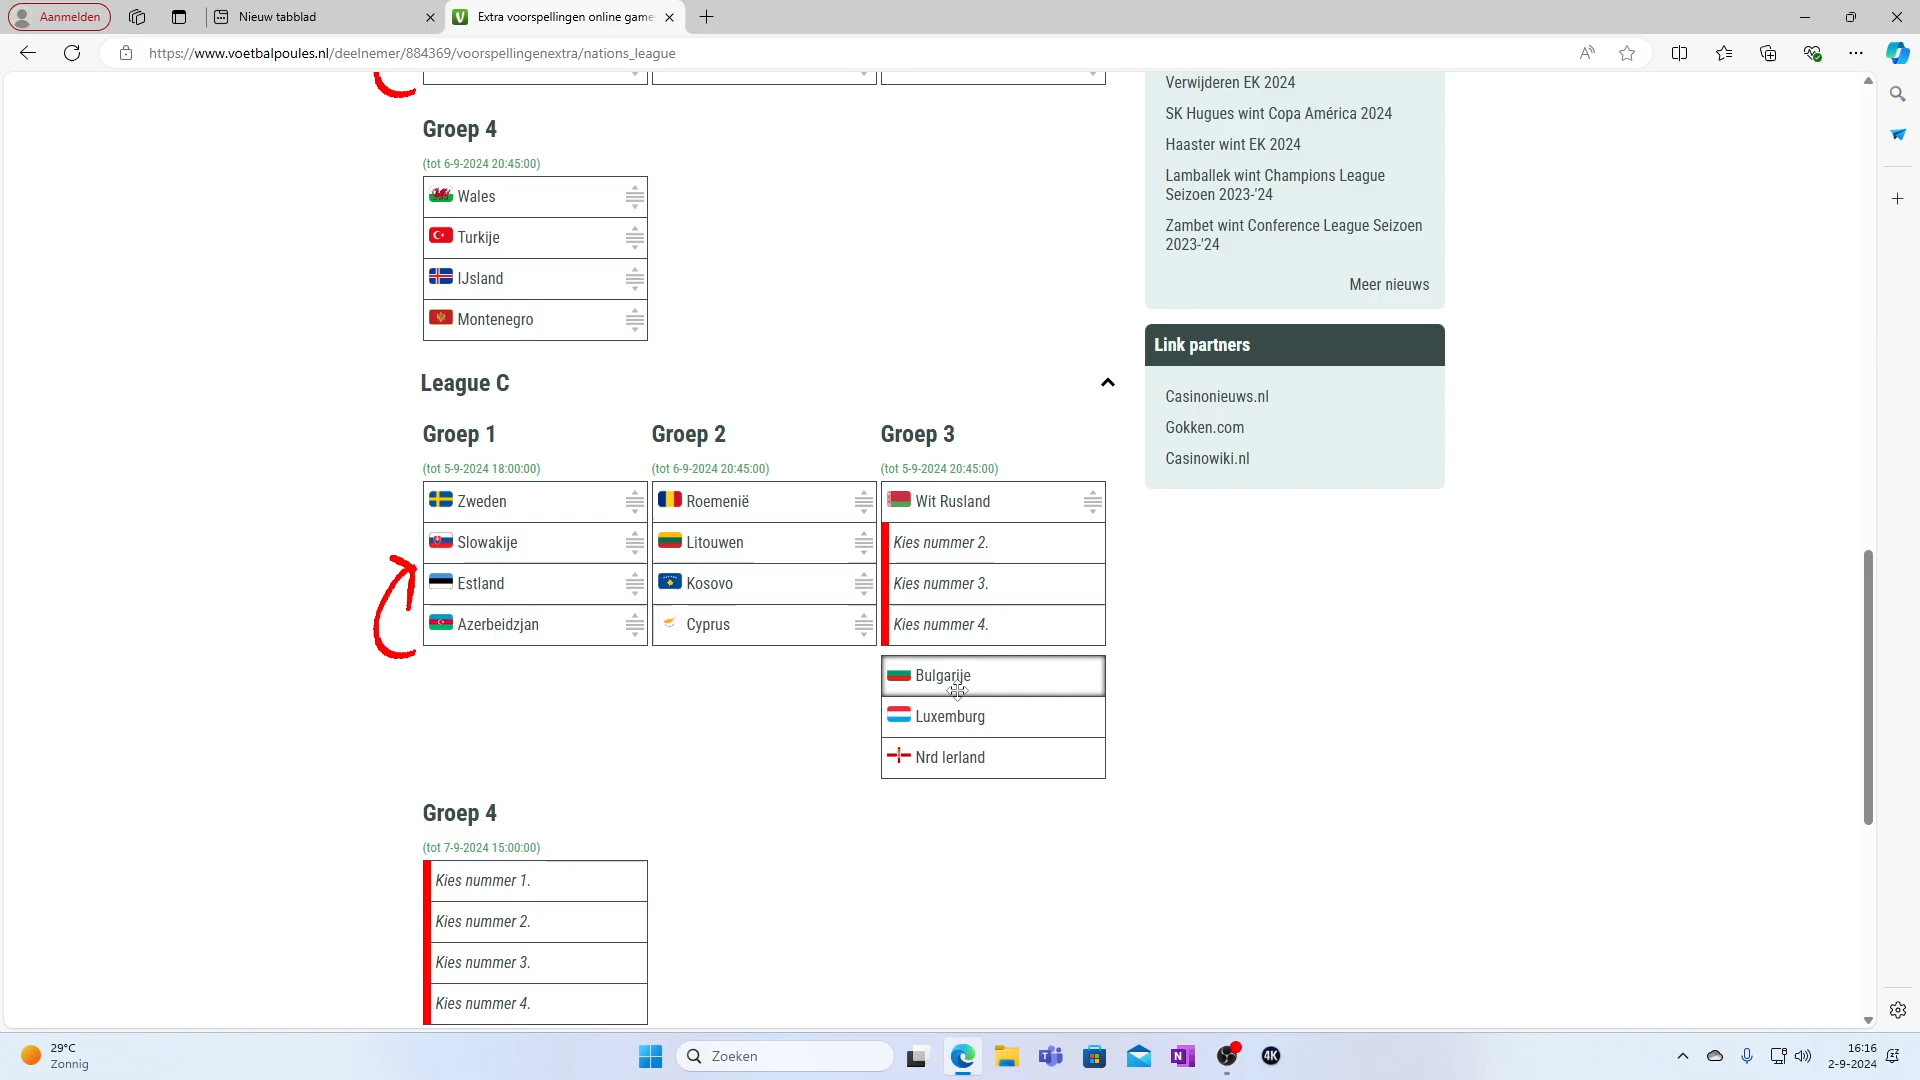 Aanmelden
Nieuw tabblad
Extra voorspellingen online game
https://www.voetbalpoules.nl/deelnemer/884369/voorspellingenextra/nations_league
Verwijderen EK 2024
SK Hugues wint Copa América 2024
Haaster wint EK 2024
Lamballek wint Champions League
Seizoen 2023-'24
Zambet wint Conference League Seizoen
2023-'24
Meer nieuws
Link partners
Casinonieuws.nl
Gokken.com
Casinowiki.nl
Groep 4
(tot 6-9-2024 20:45:00)
Wales
Turkije
IJsland
Montenegro
League C
Groep 1
(tot 5-9-2024 18:00:00)
Zweden
Slowakije
Estland
Azerbeidzjan
Groep 2
(tot 6-9-2024 20:45:00)
Roemenië
Litouwen
Kosovo
Cyprus
Groep 3
(tot 5-9-2024 20:45:00)
Wit Rusland
Kies nummer 2.
Kies nummer 3.
Kies nummer 4.
Bulgarije
Luxemburg
Nrd Ierland
Groep 4
(tot 7-9-2024 15:00:00)
Kies nummer 1.
Kies nummer 2.
Kies nummer 3.
Kies nummer 4.
29°C
Zonnig
Zoeken
4K
16:16
2-9-2024